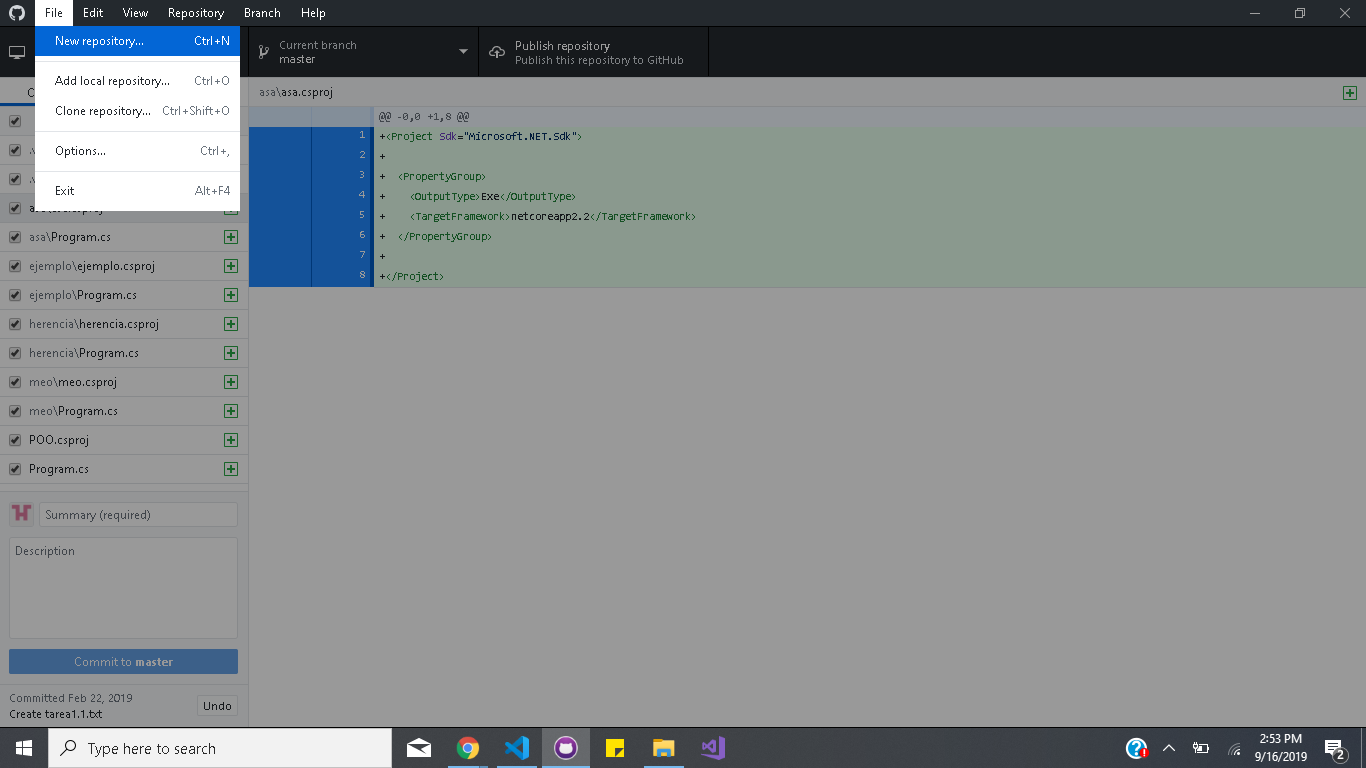 File Edit View Repository Branch Help
New repository... Ctrl+N
Add local repository... Ctrl+O
Clone repository... Ctrl+Shift+O
Options... Ctrl+,
Exit Alt+F4
Current branch
master
Publish repository
Publish this repository to GitHub
C
asa\Program.cs
ejemplo\ejemplo.csproj
ejemplo\Program.cs
herencia\herencia.csproj
herencia\Program.cs
meo\meo.csproj
meo\Program.cs
POO.csproj
Program.cs
Summary (required)
Description
Commit to master
Committed Feb 22, 2019
Create tarea1.1.txt
Undo
asa\asa.csproj
@@ -0,0 +1,8 @@
1 +<Project Sdk="Microsoft.NET.Sdk">
2 +
3 + <PropertyGroup>
4 + <OutputType>Exe</OutputType>
5 + <TargetFramework>netcoreapp2.2</TargetFramework>
6 + </PropertyGroup>
7 +
8 +</Project>
Type here to search
2:53 PM
9/16/2019
2